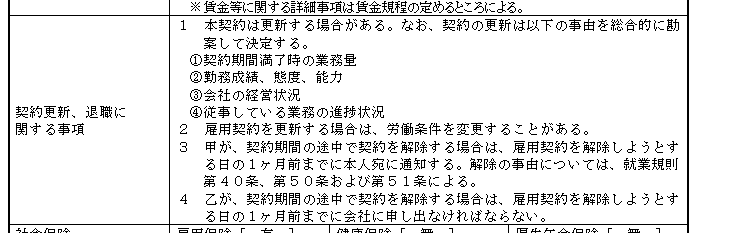 ※賃金等に関する詳細事項は賃金規程の定めるところによる。
契約更新、退職に
関する事項
１　本契約は更新する場合がある。なお、契約の更新は以下の事由を総合的に勘
案して決定する。
①契約期間満了時の業務量
②勤務成績、態度、能力
③会社の経営状況
④従事している業務の進捗状況
２　雇用契約を更新する場合は、労働条件を変更することがある。
３　甲が、契約期間の途中で契約を解除する場合は、雇用契約を解除しようとす
る日の１ヶ月前までに本人宛に通知する。解除の事由については、就業規則
第４０条、第５０条および第５１条による。
４　乙が、契約期間の途中で契約を解除する場合は、雇用契約を解除しようとす
る日の１ヶ月前までに会社に申し出なければならない。
社会保険　雇用保険［　有　］　健康保険［　無　］　厚生年金保険［　無　］